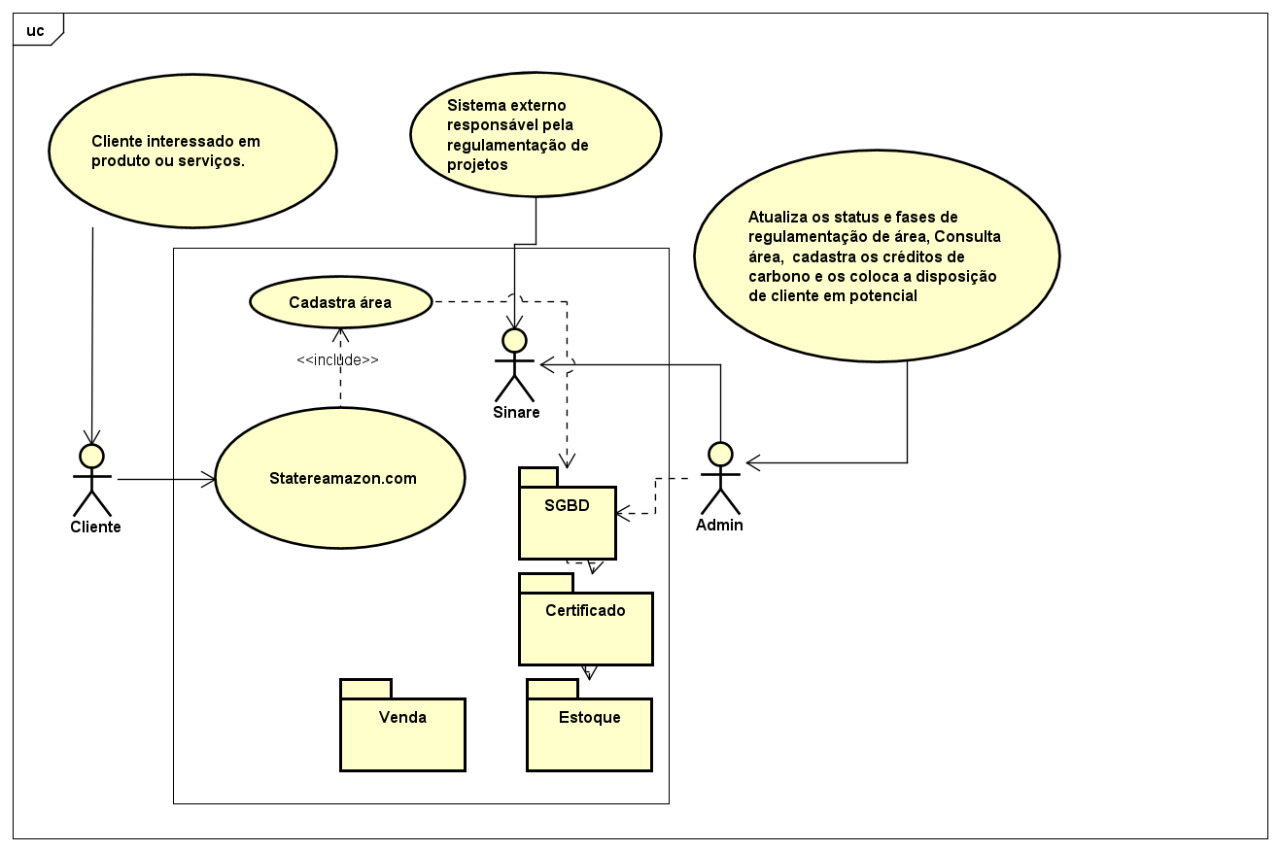 uc
Cliente interessado em
produto ou serviços.
Sistema externo
responsável pela
regulamentação de
projetos
Atualiza os status e fases de
regulamentação de área, Consulta
área,  cadastra os créditos de
carbono e os coloca a disposição
de cliente em potencial
Cadastra área
<<include>>
Sinare
Statereamazon.com
Cliente
SGBD
Admin
Certificado
Venda
Estoque